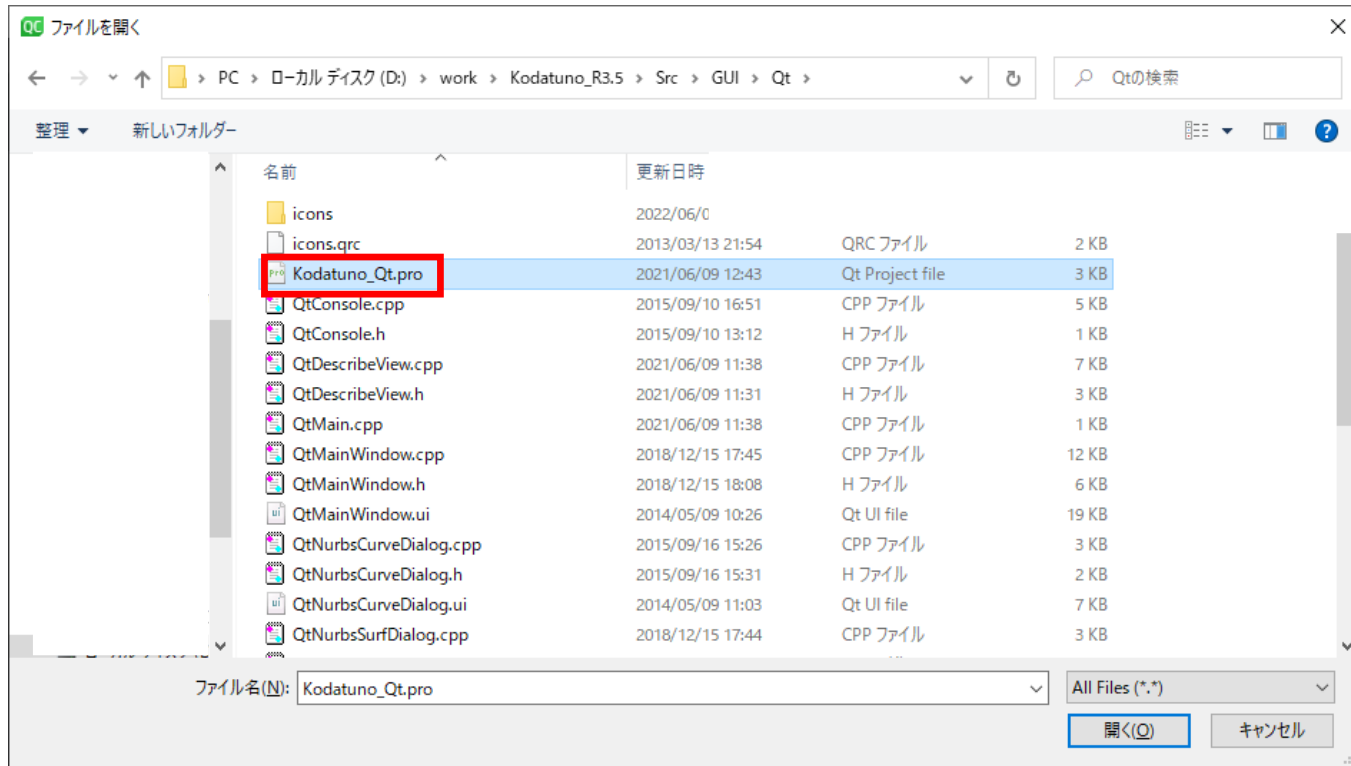 QC ファイルを開く
PC › ローカル ディスク (D:) › work › Kodatuno_R3.5 › Src › GUI › Qt › Qtの検索
整理 新しいフォルダー
名前 更新日時
icons 2022/06/0
icons.qrc 2013/03/13 21:54 QRC ファイル 2 KB
Pro Kodatuno_Qt.pro 2021/06/09 12:43 Qt Project file 3 KB
QtConsole.cpp 2015/09/10 16:51 CPP ファイル 5 KB
QtConsole.h 2015/09/10 13:12 H ファイル 1 KB
QtDescribeView.cpp 2021/06/09 11:38 CPP ファイル 7 KB
QtDescribeView.h 2021/06/09 11:31 H ファイル 3 KB
QtMain.cpp 2021/06/09 11:38 CPP ファイル 1 KB
QtMainWindow.cpp 2018/12/15 17:45 CPP ファイル 12 KB
QtMainWindow.h 2018/12/15 18:08 H ファイル 6 KB
ui QtMainWindow.ui 2014/05/09 10:26 Qt UI file 19 KB
QtNurbsCurveDialog.cpp 2015/09/16 15:26 CPP ファイル 3 KB
QtNurbsCurveDialog.h 2015/09/16 15:31 H ファイル 2 KB
ui QtNurbsCurveDialog.ui 2014/05/09 11:03 Qt UI file 7 KB
QtNurbsSurfDialog.cpp 2018/12/15 17:44 CPP ファイル 3 KB
ファイル名(N): Kodatuno_Qt.pro All Files (*.*)
開く(O) キャンセル